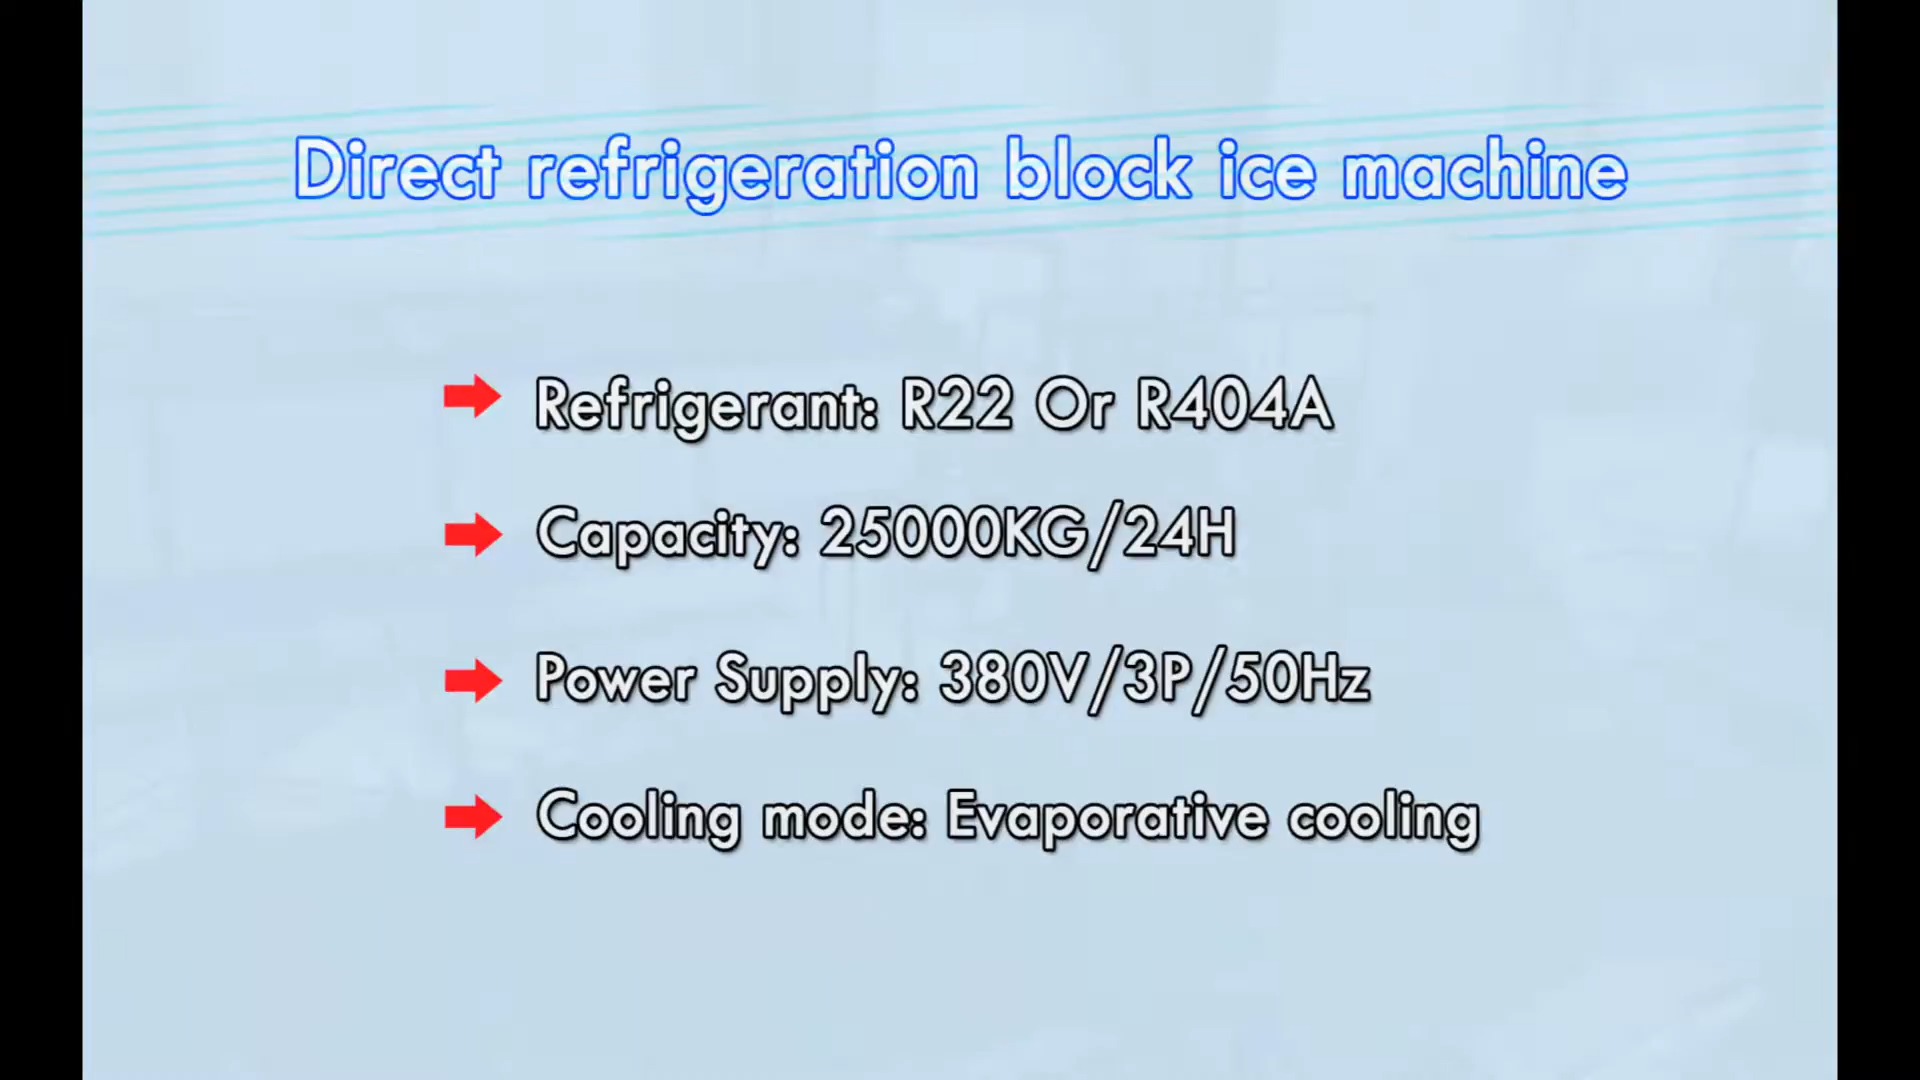 Direct refrigeration block ice machine
Refrigerant: R22 Or R404A
Capacity: 25000KG/24H
Power Supply: 380V/3P/50Hz
Cooling mode: Evaporative cooling